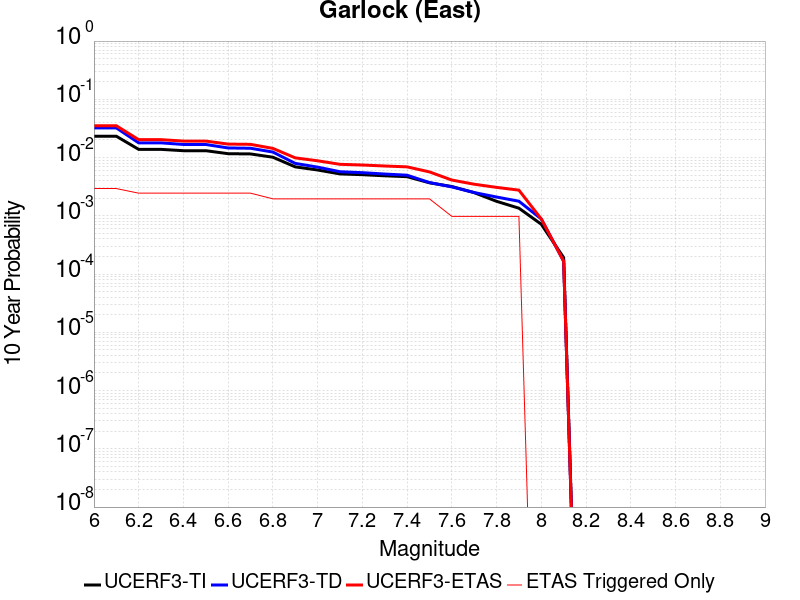 Garlock (East)
10 0
10 -1
10 -2
10 -3
10 -4
10 -5
10 -6
10 -7
10 -8
10 Year Probability
6 6.2 6.4 6.6 6.8 7 7.2 7.4 7.6 7.8 8 8.2 8.4 8.6 8.8 9
Magnitude
UCERF3-TI UCERF3-TD UCERF3-ETAS ETAS Triggered Only